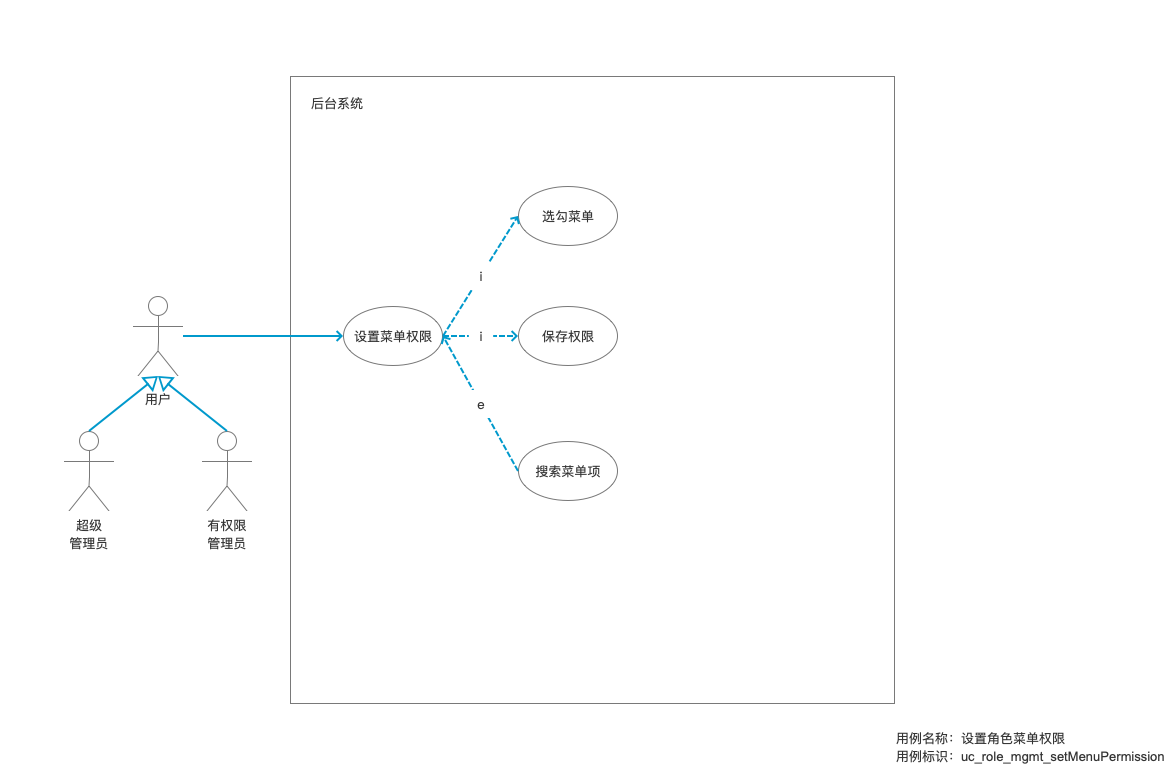 后台系统
选勾菜单
i
设置菜单权限
i
保存权限
e
用户
搜索菜单项
超级
管理员
有权限
管理员
用例名称：设置角色菜单权限
用例标识：uc_role_mgmt_setMenuPermission